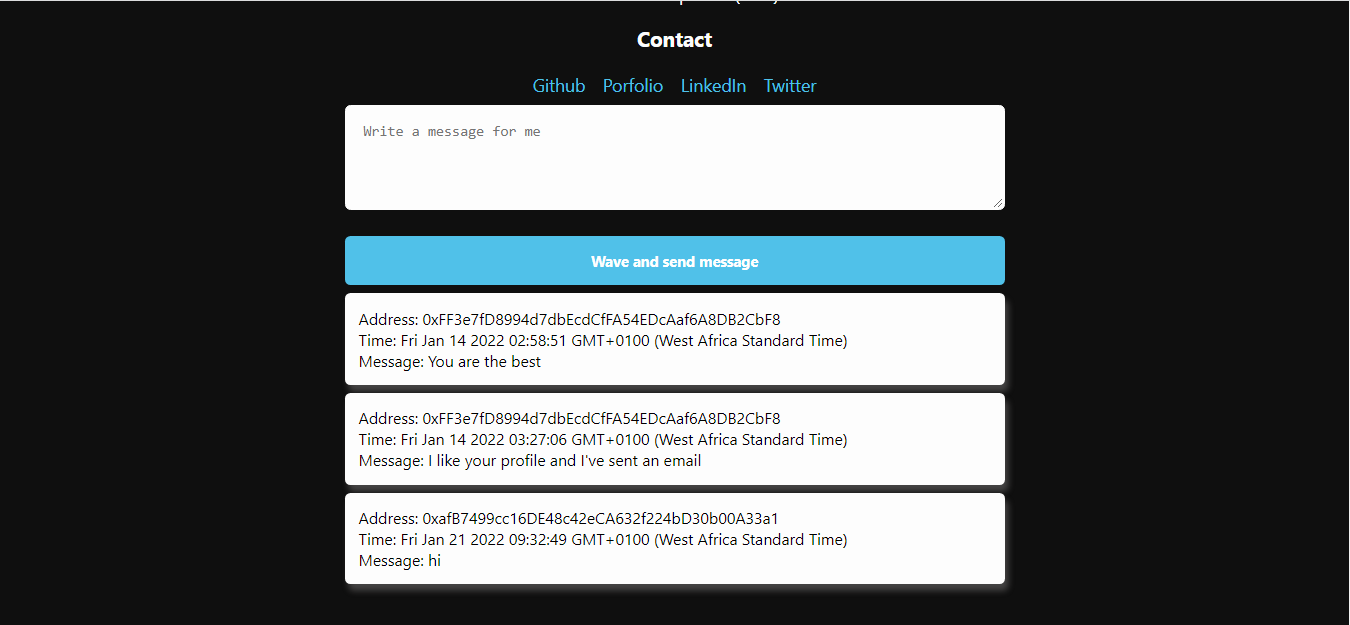 Contact
Github Porfolio LinkedIn Twitter
Write a message for me
Wave and send message
Address: 0xFF3e7fD8994d7dbEcdCfFA54EDcAaf6A8DB2CbF8
Time: Fri Jan 14 2022 02:58:51 GMT+0100 (West Africa Standard Time)
Message: You are the best
Address: 0xFF3e7fD8994d7dbEcdCfFA54EDcAaf6A8DB2CbF8
Time: Fri Jan 14 2022 03:27:06 GMT+0100 (West Africa Standard Time)
Message: I like your profile and I've sent an email
Address: 0xafB7499cc16DE48c42eCA632f224bD30b00A33a1
Time: Fri Jan 21 2022 09:32:49 GMT+0100 (West Africa Standard Time)
Message: hi